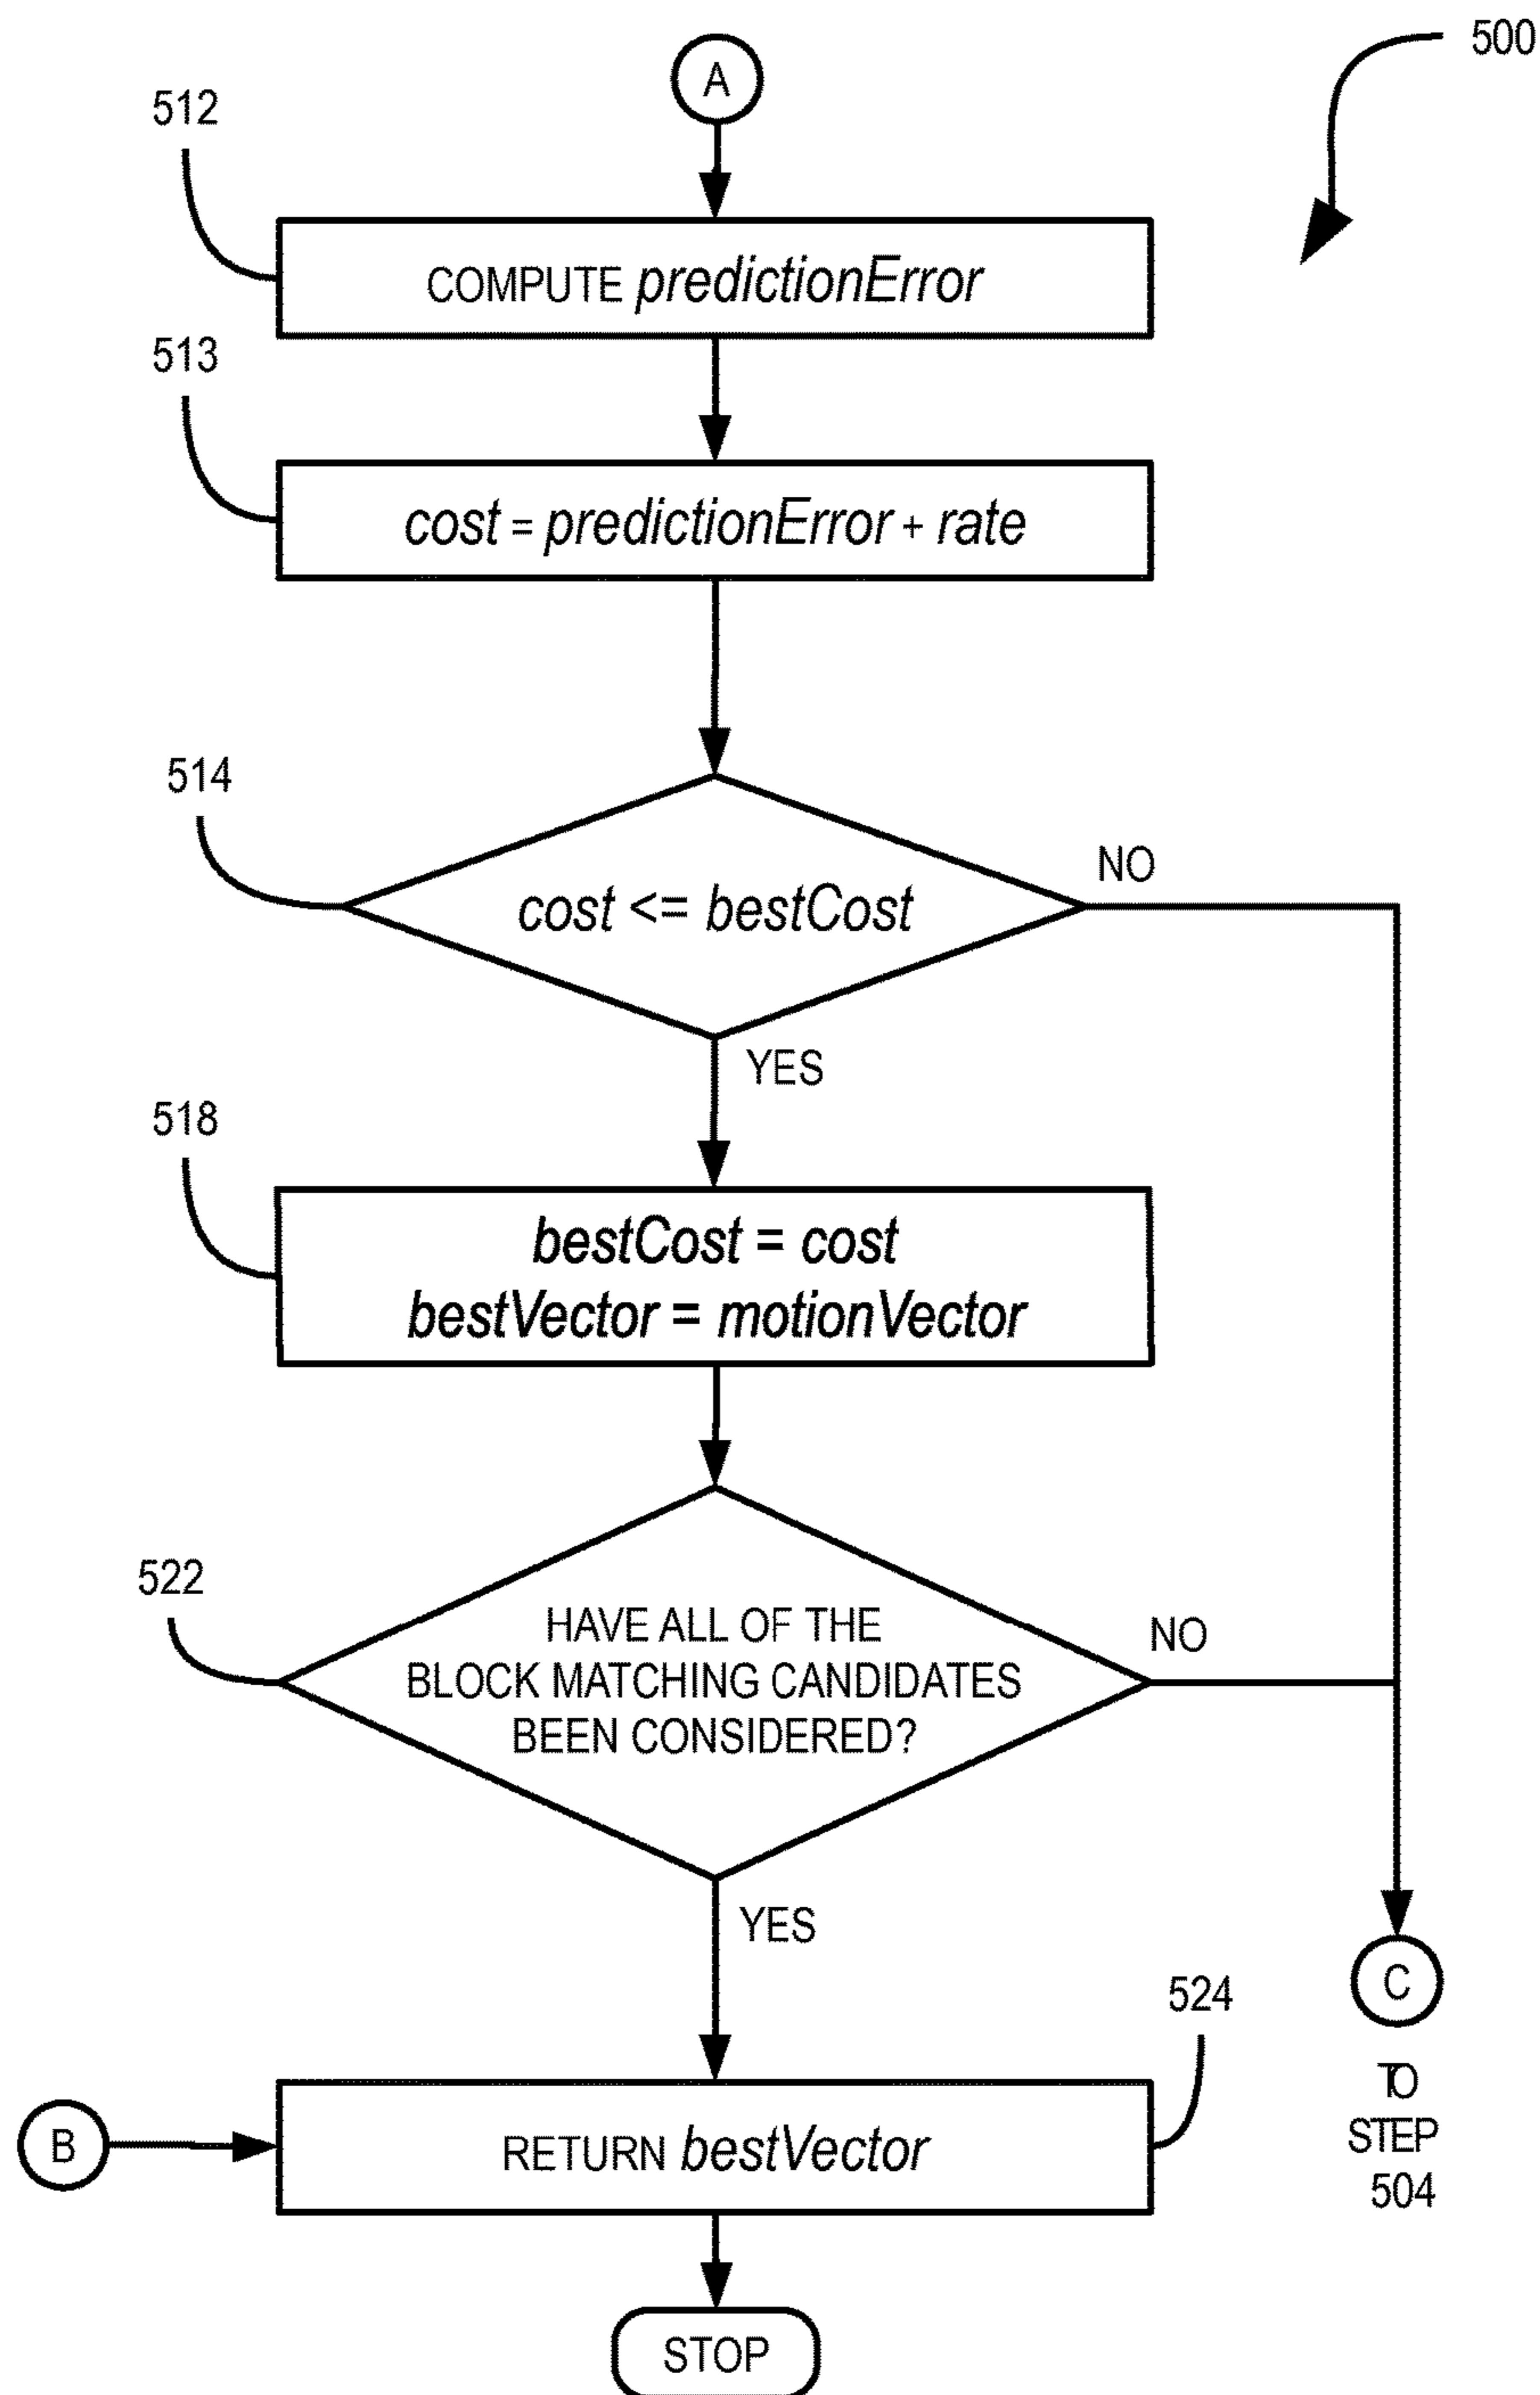 500
A
512
COMPUTE predictionError
513
cost = predictionError + rate
514
cost <= bestCost
NO
YES
518
bestCost = cost
bestVector = motionVector
522
HAVE ALL OF THE
BLOCK MATCHING CANDIDATES
BEEN CONSIDERED?
NO
YES
C
TO
STEP
504
524
B
RETURN bestVector
STOP